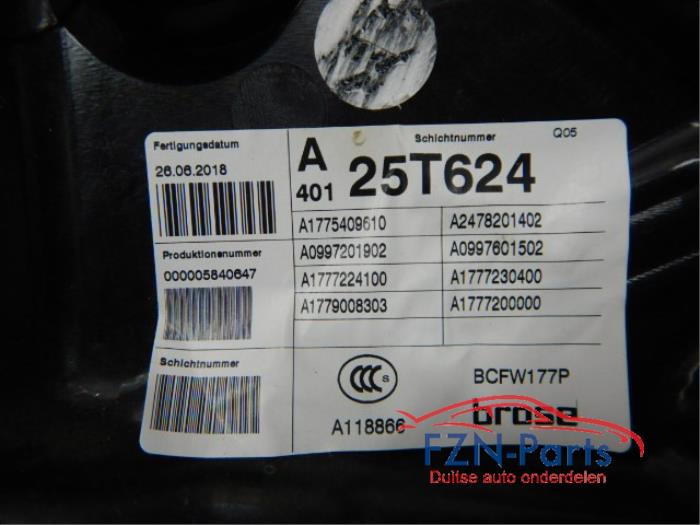 Fertigungsdatum
26.06.2018
A
401
Schichtnummer
Q05
25T624
A1775409610
A2478201402
A0997201902
A0997601502
A1777224100
A1777230400
A1779008303
A1777200000
Produktionenummer
000005840647
Schichtnummer
CCC S
A118866
BCFW177P
brose
FZN-Parts
Duitse auto onderdelen